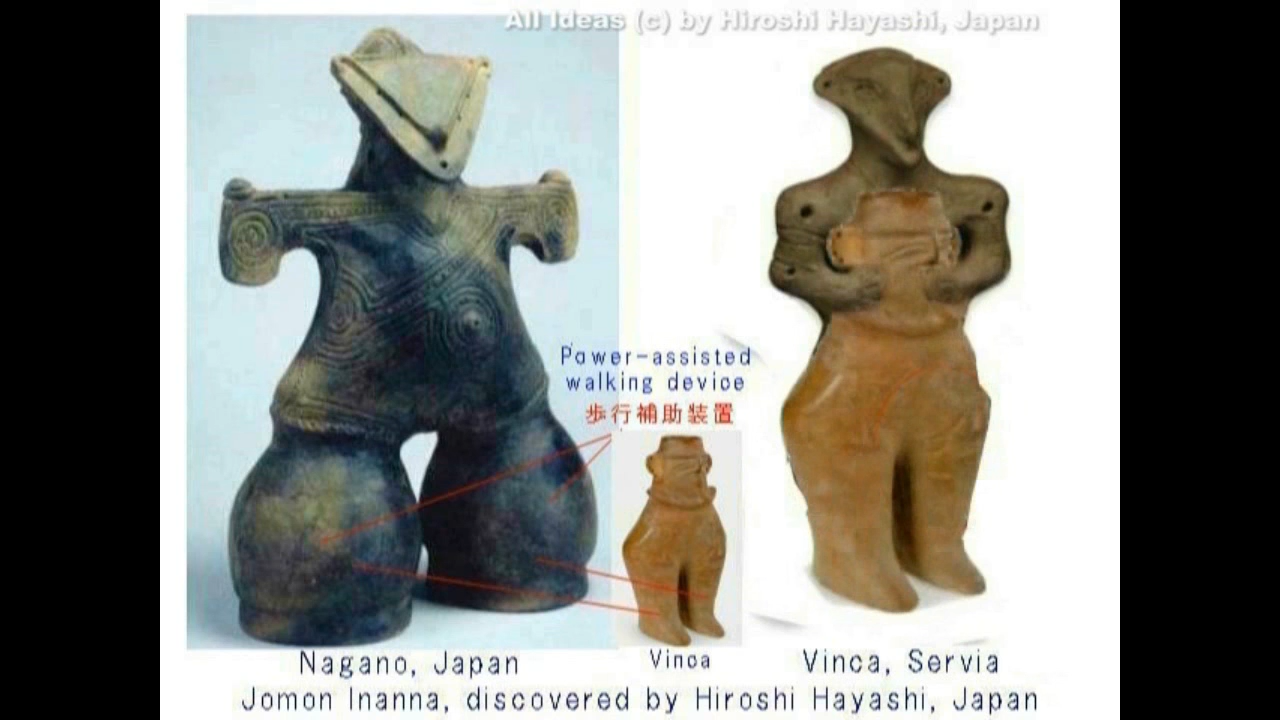 All Ideas (c) by Hiroshi Hayashi, Japan
Power-assisted
walking device
歩行補助装置
Nagano, Japan
Vinca
Vinca, Servia
Jomon Inanna, discovered by Hiroshi Hayashi, Japan